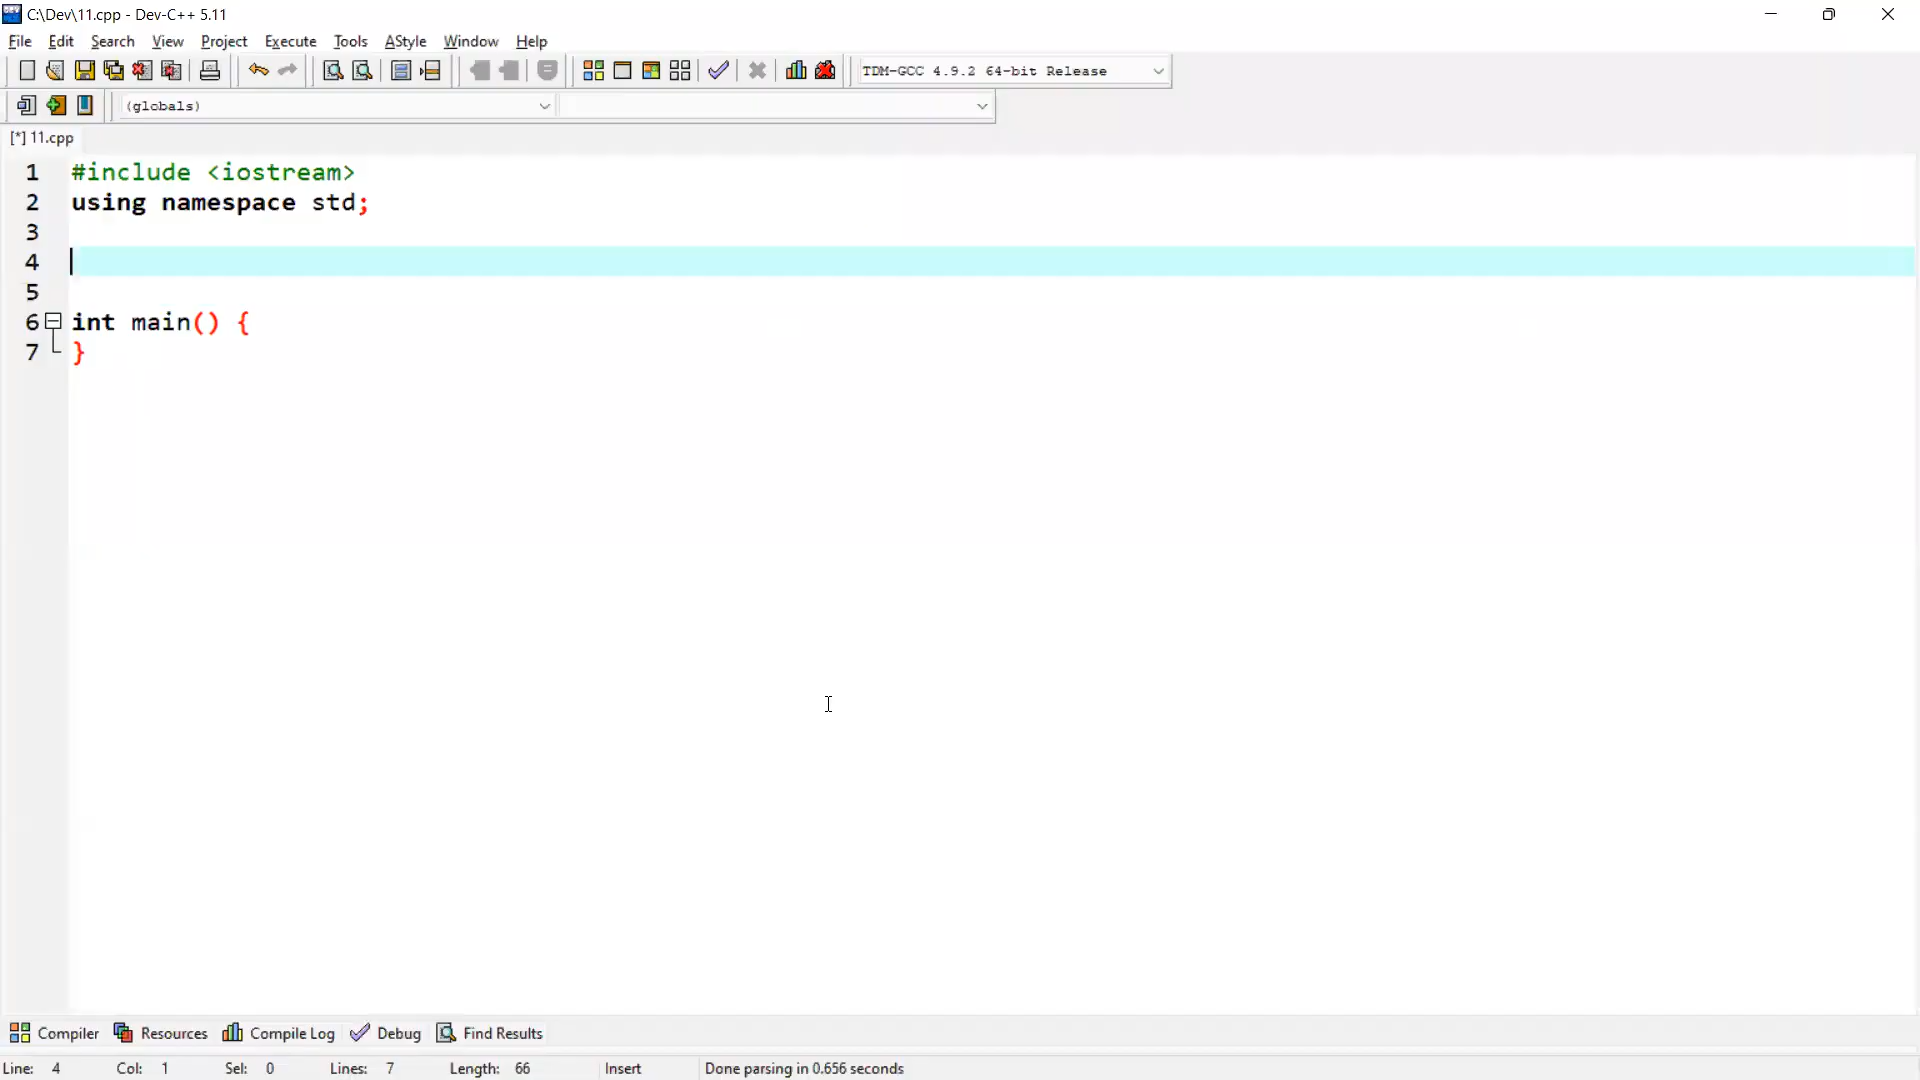 C:\Dev\11.cpp - Dev-C++ 5.11
File Edit Search View Project Execute Tools AStyle Window Help
TDM-GCC 4.9.2 64-bit Release
(globals)
[*] 11.cpp
1 #include <iostream>
2 using namespace std;
3
4
5
6 int main() {
7 }
Compiler Resources Compile Log Debug Find Results
Line: 4 Col: 1 Sel: 0 Lines: 7 Length: 66 Insert Done parsing in 0.656 seconds